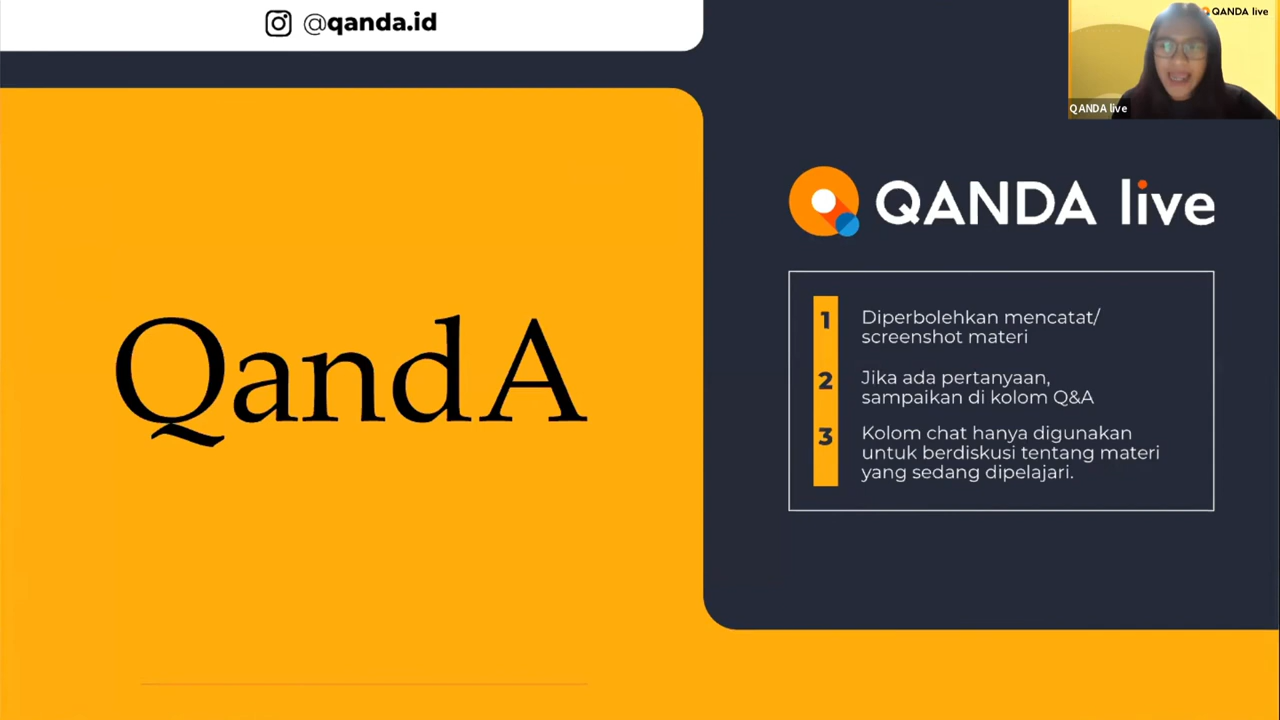 @qanda.id
QANDA live
QANDA live
QandA
QANDA live
1 Diperbolehkan mencatat/
screenshot materi
2 Jika ada pertanyaan,
sampaikan di kolom Q&A
3 Kolom chat hanya digunakan
untuk berdiskusi tentang materi
yang sedang dipelajari.